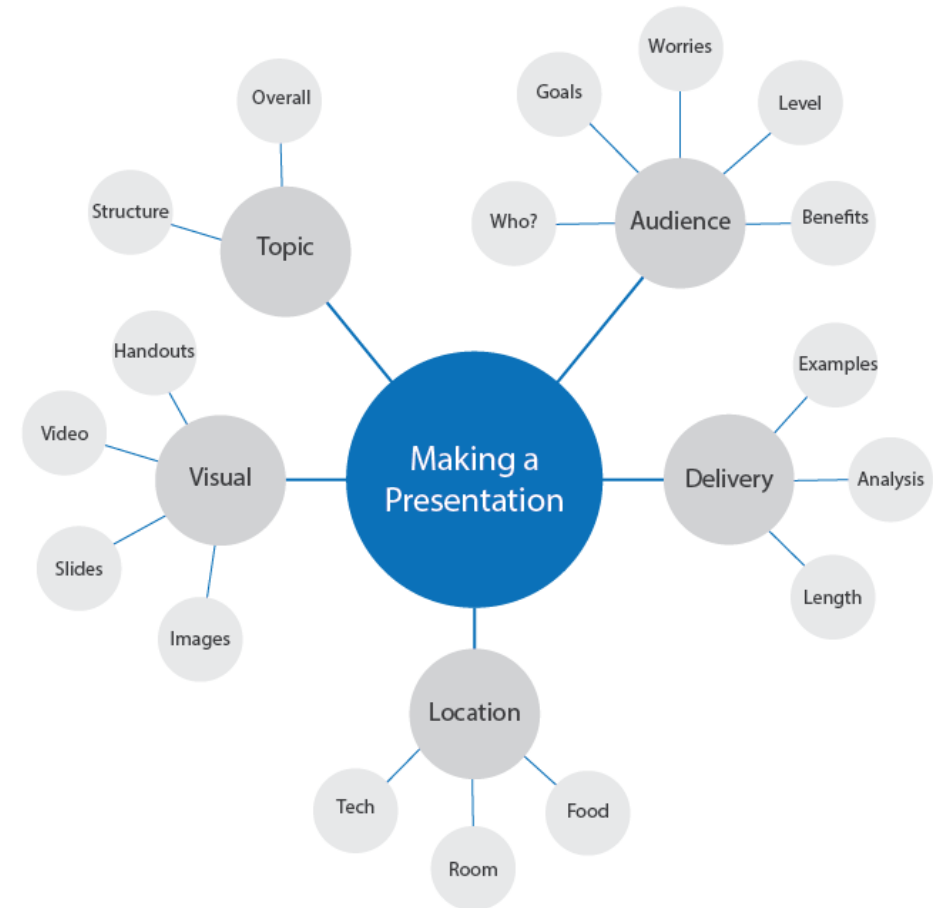 Worries
Goals
Level
Overall
Structure
Who?
Audience
Benefits
Topic
Handouts
Examples
Video
Making a
Presentation
Visual
Delivery
Analysis
Slides
Length
Images
Location
Tech
Food
Room